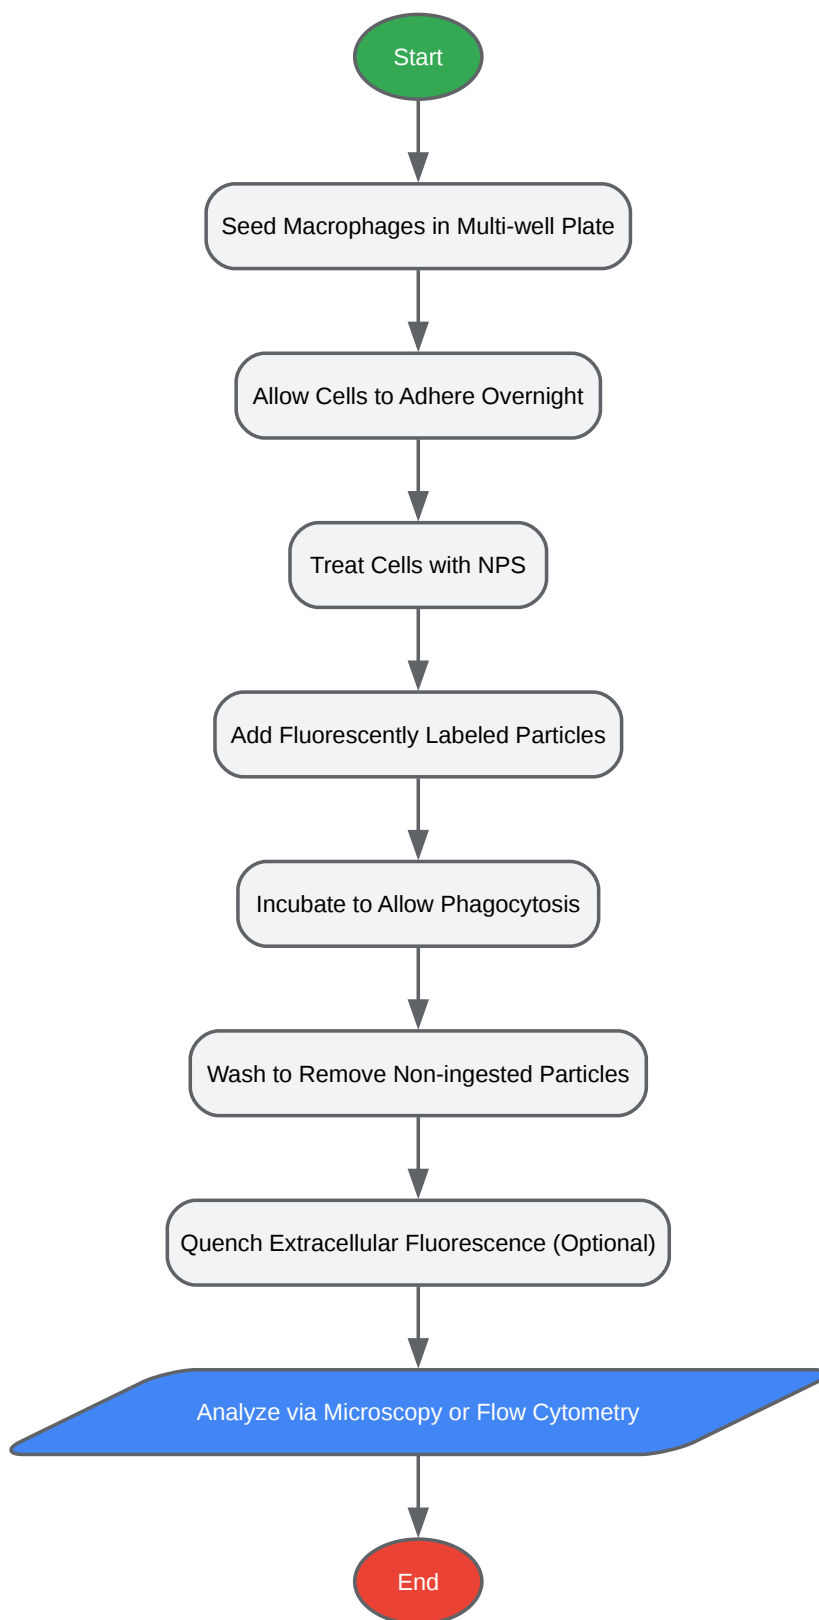 Start
Seed Macrophages in Multi-well Plate
Allow Cells to Adhere Overnight
Treat Cells with NPS
Add Fluorescently Labeled Particles
Incubate to Allow Phagocytosis
Wash to Remove Non-ingested Particles
Quench Extracellular Fluorescence (Optional)
Analyze via Microscopy or Flow Cytometry
End